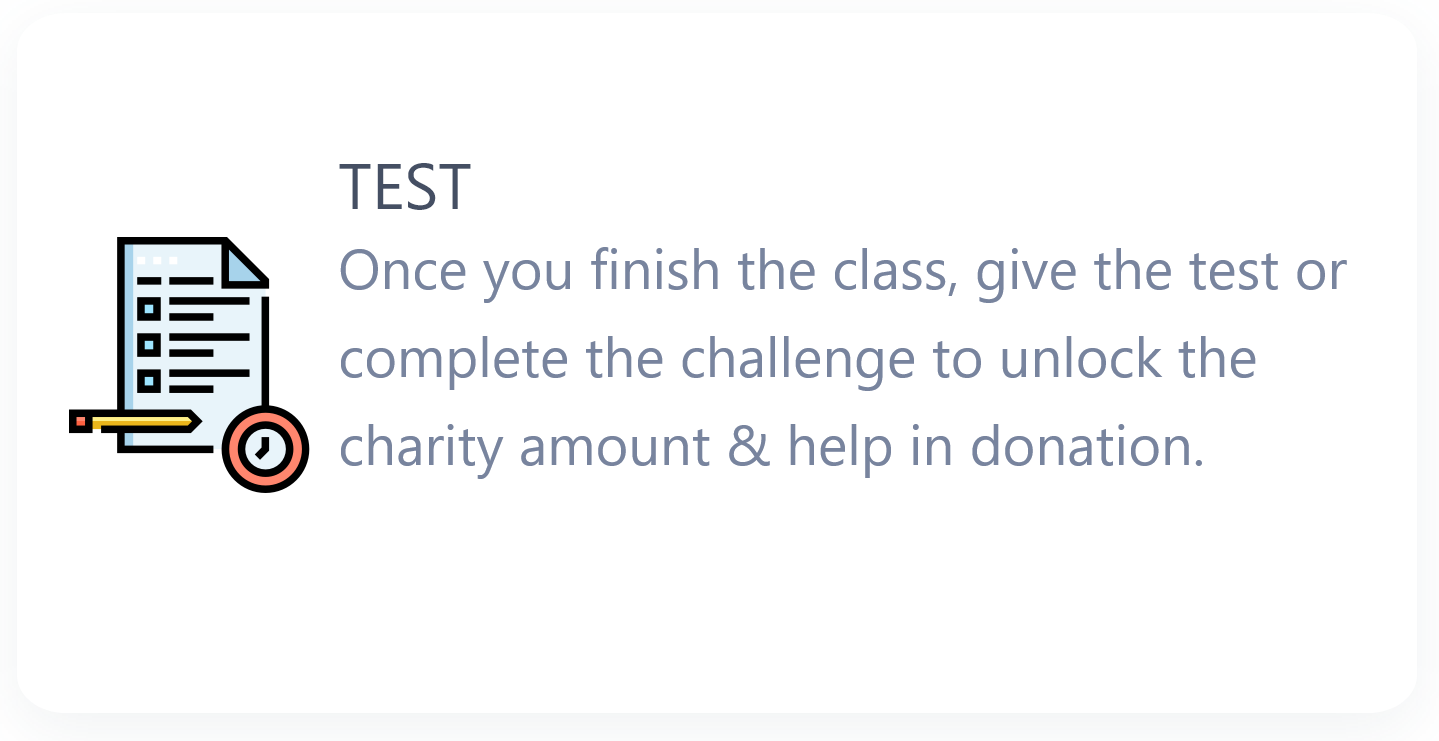 TEST
Once you finish the class, give the test or
complete the challenge to unlock the
charity amount & help in donation.